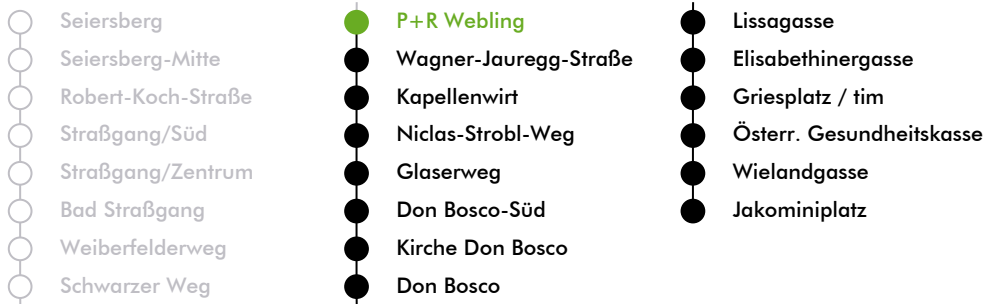 Seiersberg
Seiersberg-Mitte
Robert-Koch-Straße
Straßgang/Süd
Straßgang/Zentrum
Bad Straßgang
Weiberfelderweg
Schwarzer Weg
P+R Webling
Wagner-Jauregg-Straße
Kapellenwirt
Niclas-Strobl-Weg
Glaserweg
Don Bosco-Süd
Kirche Don Bosco
Don Bosco
Lissagasse
Elisabethinergasse
Griesplatz / tim
Österr. Gesundheitskasse
Wielandgasse
Jakominiplatz